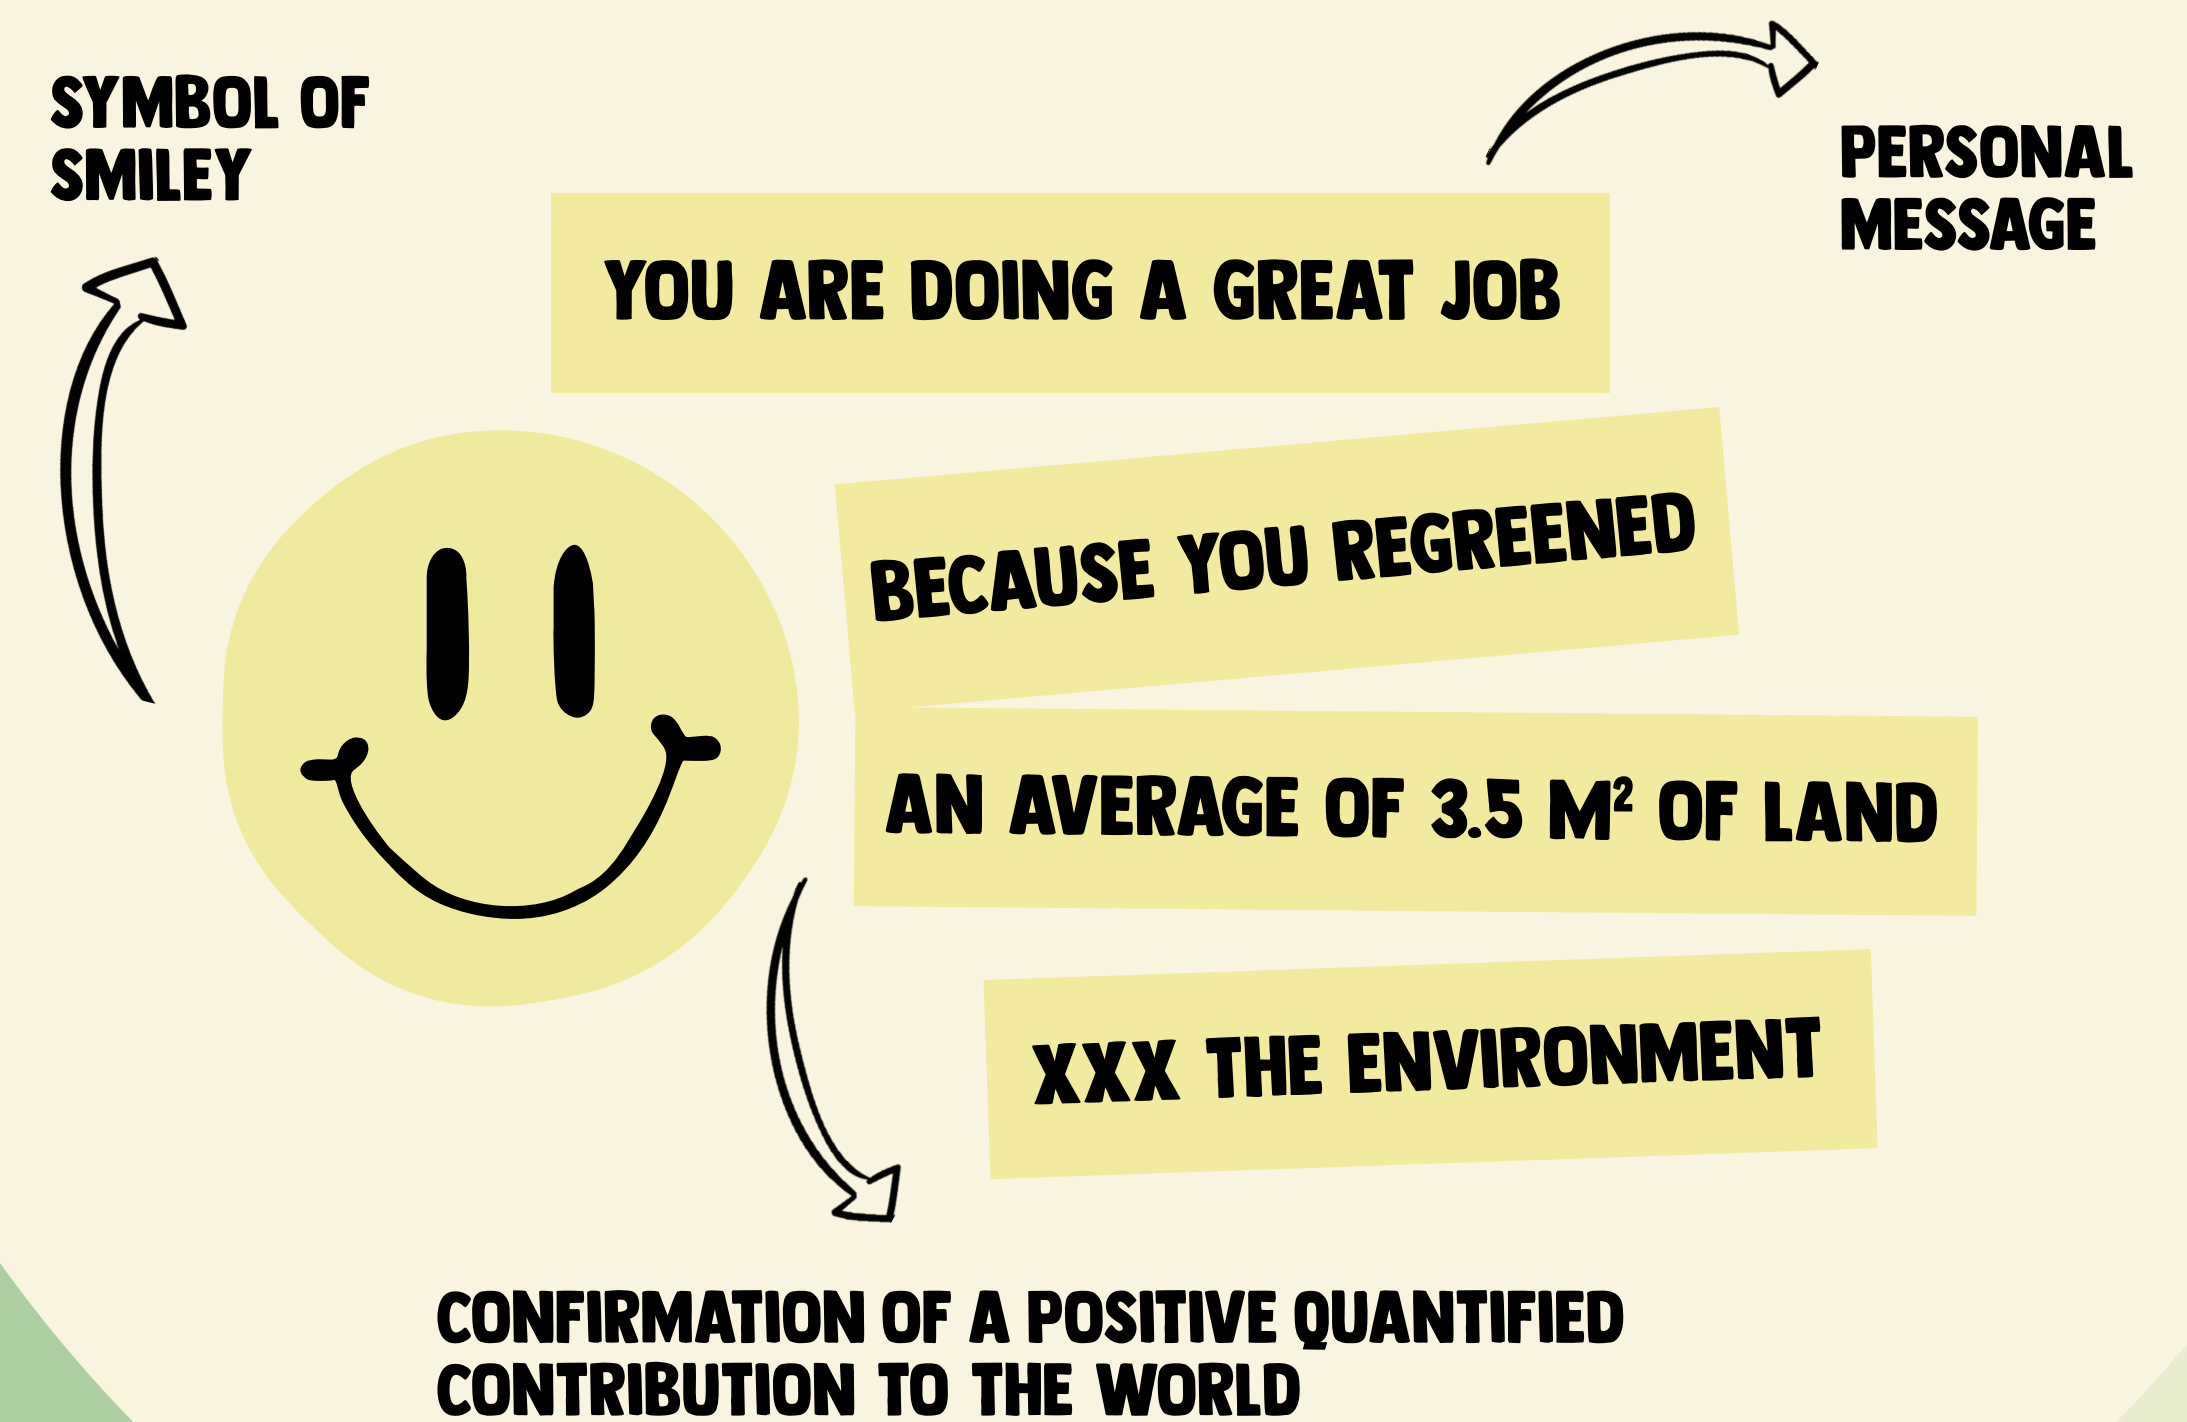 SYMBOL OF
SMILEY
PERSONAL
MESSAGE
YOU ARE DOING A GREAT JOB
BECAUSE YOU REGREENED
AN AVERAGE OF 3.5 M² OF LAND
XXX THE ENVIRONMENT
CONFIRMATION OF A POSITIVE QUANTIFIED
CONTRIBUTION TO THE WORLD